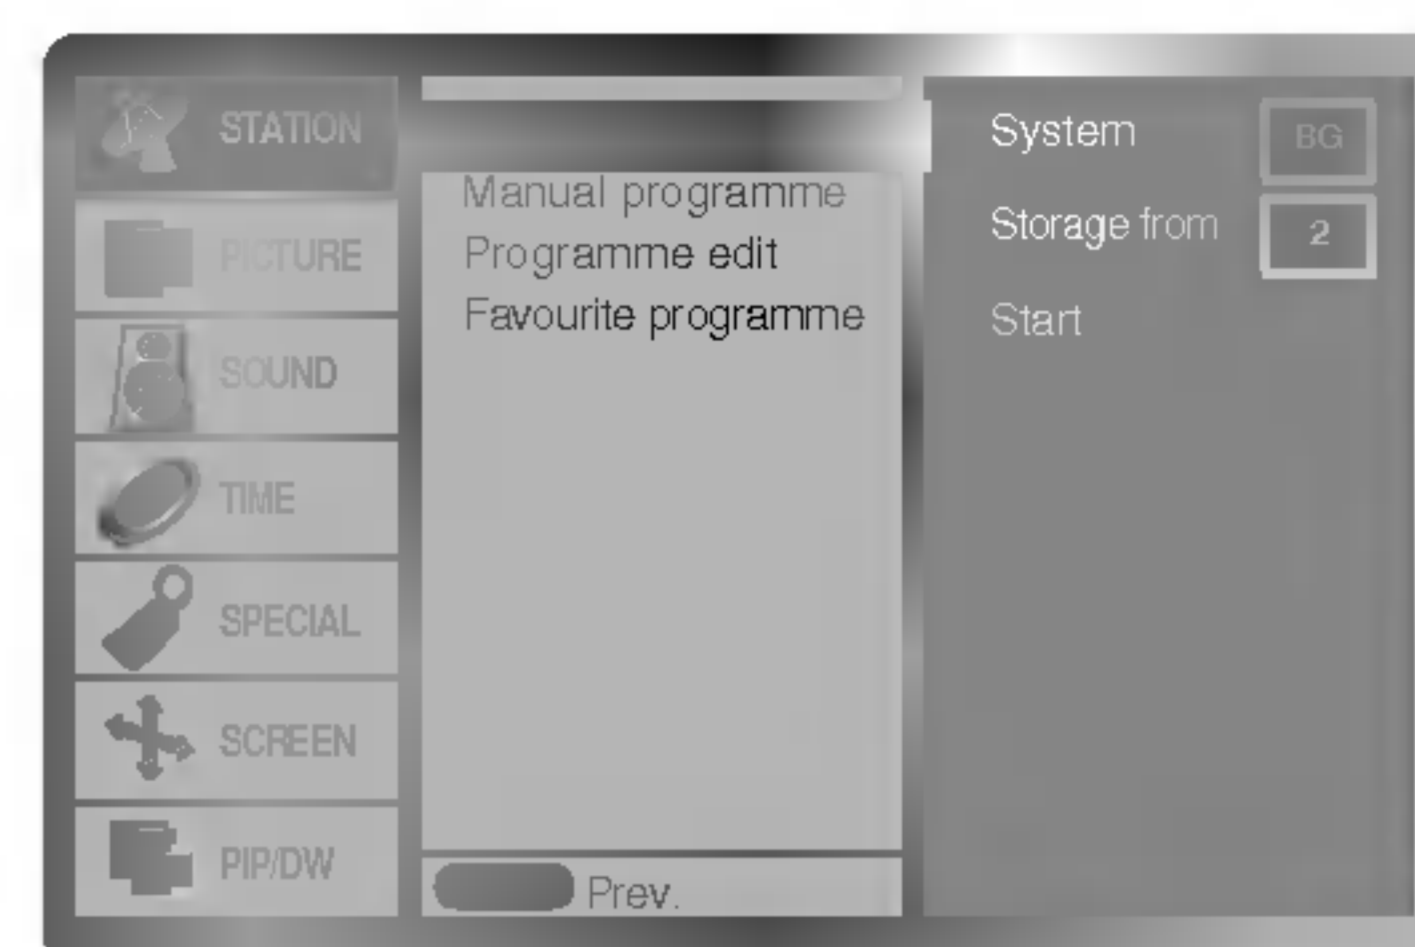 STATION
PICTURE
SOUND
TIME
SPECIAL
SCREEN
PIP/DW
Manual programme
Programme edit
Favourite programme
Prev.
System BG
Storage from 2
Start